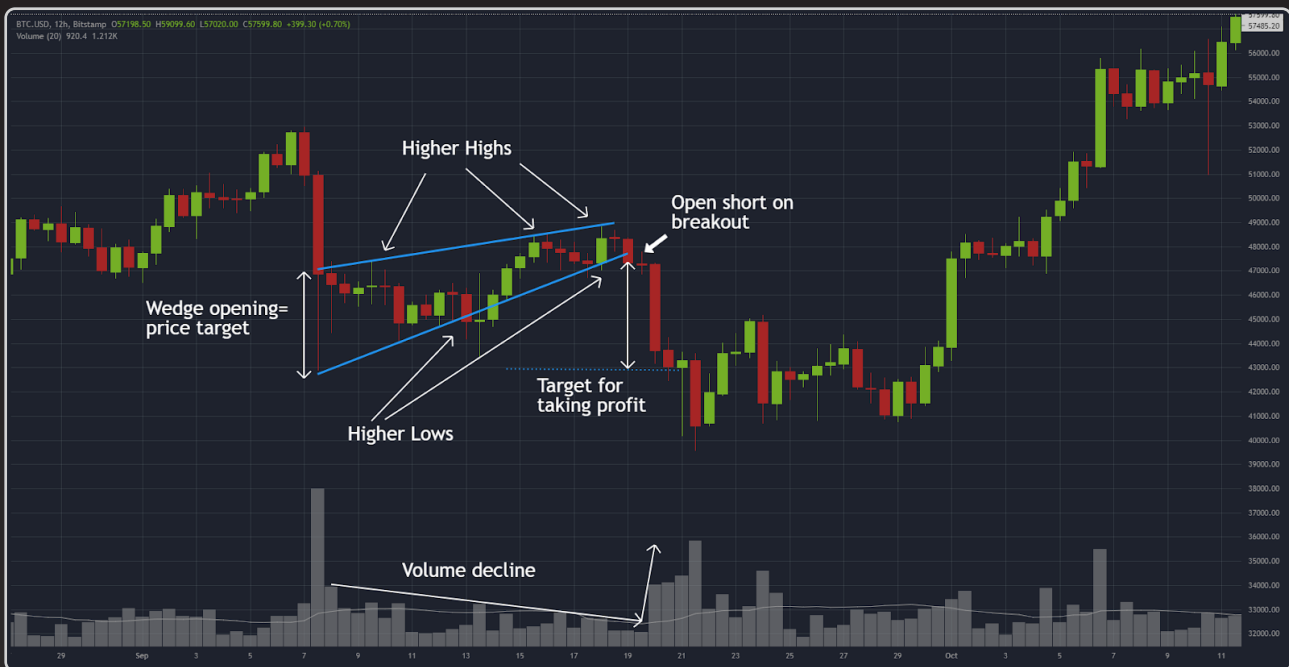 BTC.USD, 12h, Bitstamp O57198.50 H59099.60 L57020.00 C57599.80 +399.30 (+0.70%)
Volume (20) 920.4 1.212K
57599.80
57485.20
56000.00
55000.00
54000.00
53000.00
Higher Highs
52000.00
51000.00
Open short on
breakout
50000.00
49000.00
48000.00
47000.00
Wedge opening=
price target
46000.00
45000.00
44000.00
43000.00
Target for
taking profit
42000.00
41000.00
Higher Lows
40000.00
39000.00
38000.00
37000.00
36000.00
35000.00
Volume decline
34000.00
33000.00
32000.00
29 Sep 3 5 7 9 11 13 15 17 19 21 23 25 27 29 Oct 3 5 7 9 11